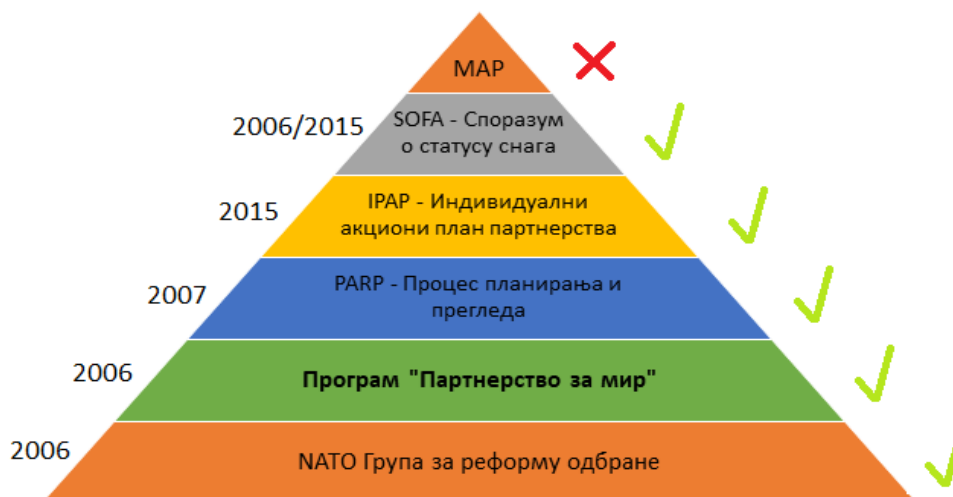 МАР
2006/2015
SOFA - Споразум
о статусу снага
2015
IPAP - Индивидуални
акциони план партнерства
2007
PARP - Процес планирања и
прегледа
2006
Програм "Партнерство за мир"
2006
NATO Група за реформу одбране